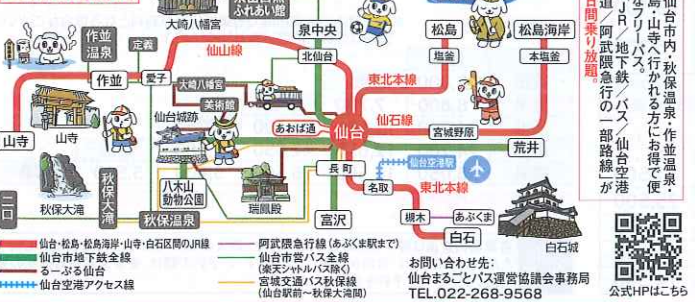 大崎八幡宮
れあい館
泉中央
松島
松島海岸
作並温泉
定義
仙山線
北仙台
塩釜
本塩釜
作並
愛子
大崎八幡宮
東北本線
美術館
仙台城跡
仙石線
山寺
あおば通
仙台
宮城野原
山寺
荒井
長町
仙台空港駅
八木山
動物公園
秋保大滝
名取
東北本線
二口
秋保大滝
瑞鳳殿
秋保温泉
富沢
槻木
あぶくま
白石
白石城
仙台市内・秋保温泉・作並温泉・
島・山寺へ行かれる方にお得で便
なフリーパス。
JR/地下鉄/バス/仙台空港
道/阿武隈急行の一部路線が
日間乗り放題。
仙台・松島・松島海岸・山寺・白石区間のJR線
仙台市地下鉄全線
るーぷる仙台
仙台空港アクセス線
阿武隈急行線(あぶくま駅まで)
仙台市営バス全線
(楽天シャトルバス除く)
宮城交通バス秋保線
(仙台駅前〜秋保大滝間)
お問い合わせ先:
仙台まるごとパス運営協議会事務局
TEL.022-268-9568
公式HPはこちら